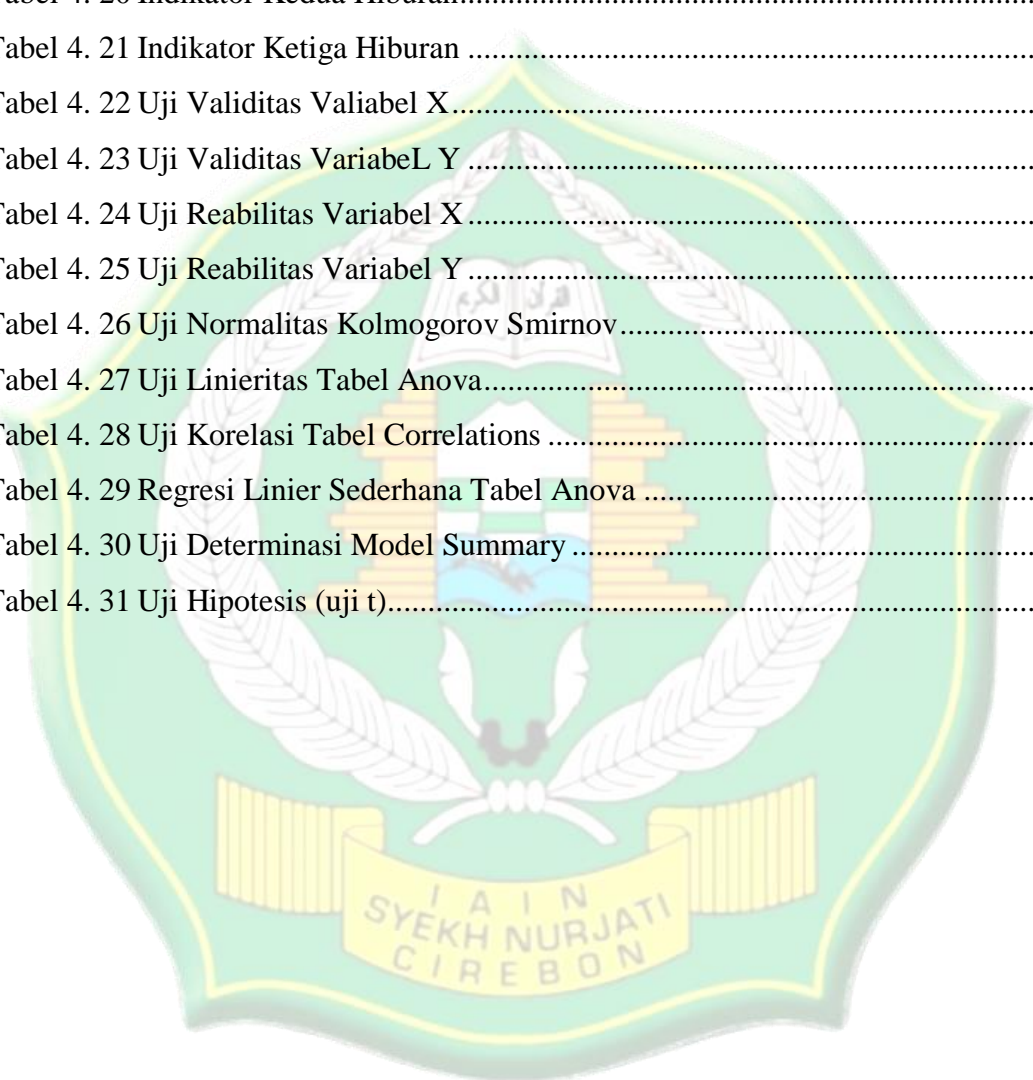 Tabel 4. 20 Indikator Kedua Hiburan....................
Tabel 4. 21 Indikator Ketiga Hiburan ....................
Tabel 4. 22 Uji Validitas Valiabel X....................
Tabel 4. 23 Uji Validitas VariabeL Y ....................
Tabel 4. 24 Uji Reabilitas Variabel X....................
Tabel 4. 25 Uji Reabilitas Variabel Y....................
Tabel 4. 26 Uji Normalitas Kolmogorov Smirnov....................
Tabel 4. 27 Uji Linieritas Tabel Anova....................
Tabel 4. 28 Uji Korelasi Tabel Correlations ....................
Tabel 4. 29 Regresi Linier Sederhana Tabel Anova ....................
Tabel 4. 30 Uji Determinasi Model Summary ....................
Tabel 4. 31 Uji Hipotesis (uji t)....................
القرآن الكريم
IAIN
SYEKH NURJATI
CIREBON